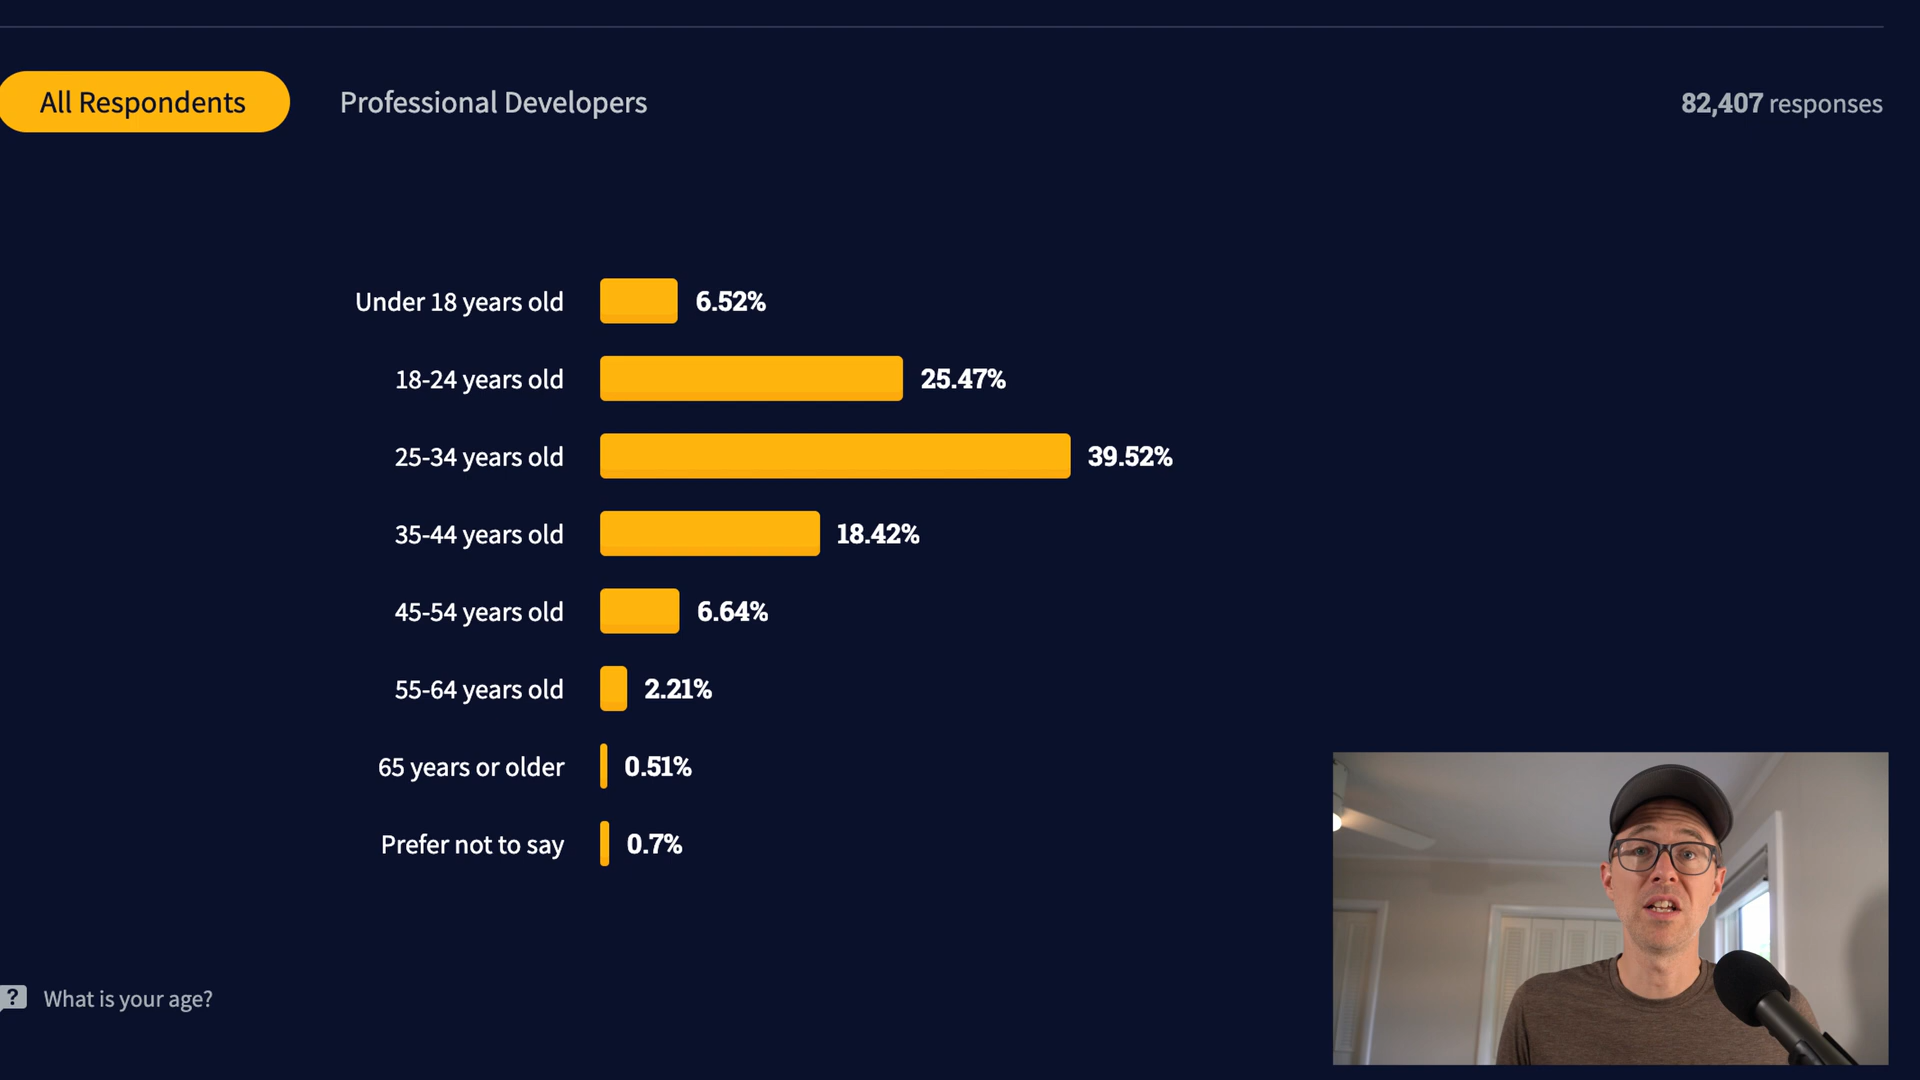 All Respondents Professional Developers 82,407 responses
Under 18 years old 6.52%
18-24 years old 25.47%
25-34 years old 39.52%
35-44 years old 18.42%
45-54 years old 6.64%
55-64 years old 2.21%
65 years or older 0.51%
Prefer not to say 0.7%
? What is your age?